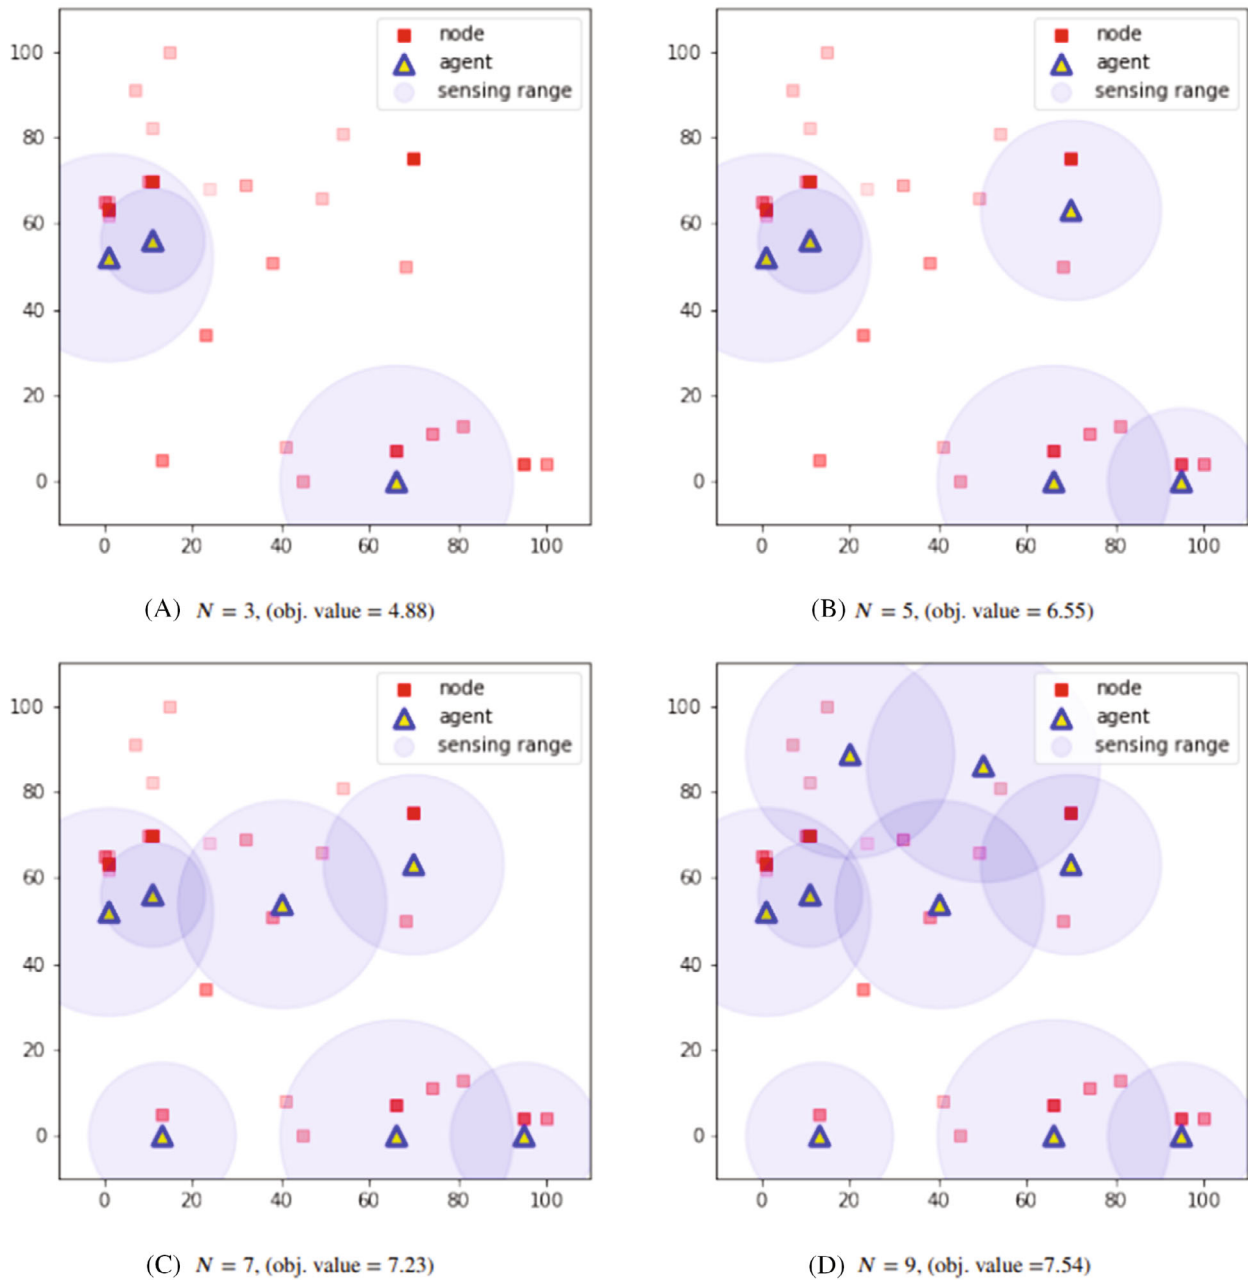 node
agent
sensing range
100
80
60
40
20
0
0 20 40 60 80 100
(A) N = 3, (obj. value = 4.88)
node
agent
sensing range
100
80
60
40
20
0
0 20 40 60 80 100
(B) N = 5, (obj. value = 6.55)
node
agent
sensing range
100
80
60
40
20
0
0 20 40 60 80 100
(C) N = 7, (obj. value = 7.23)
node
agent
sensing range
100
80
60
40
20
0
0 20 40 60 80 100
(D) N = 9, (obj. value =7.54)